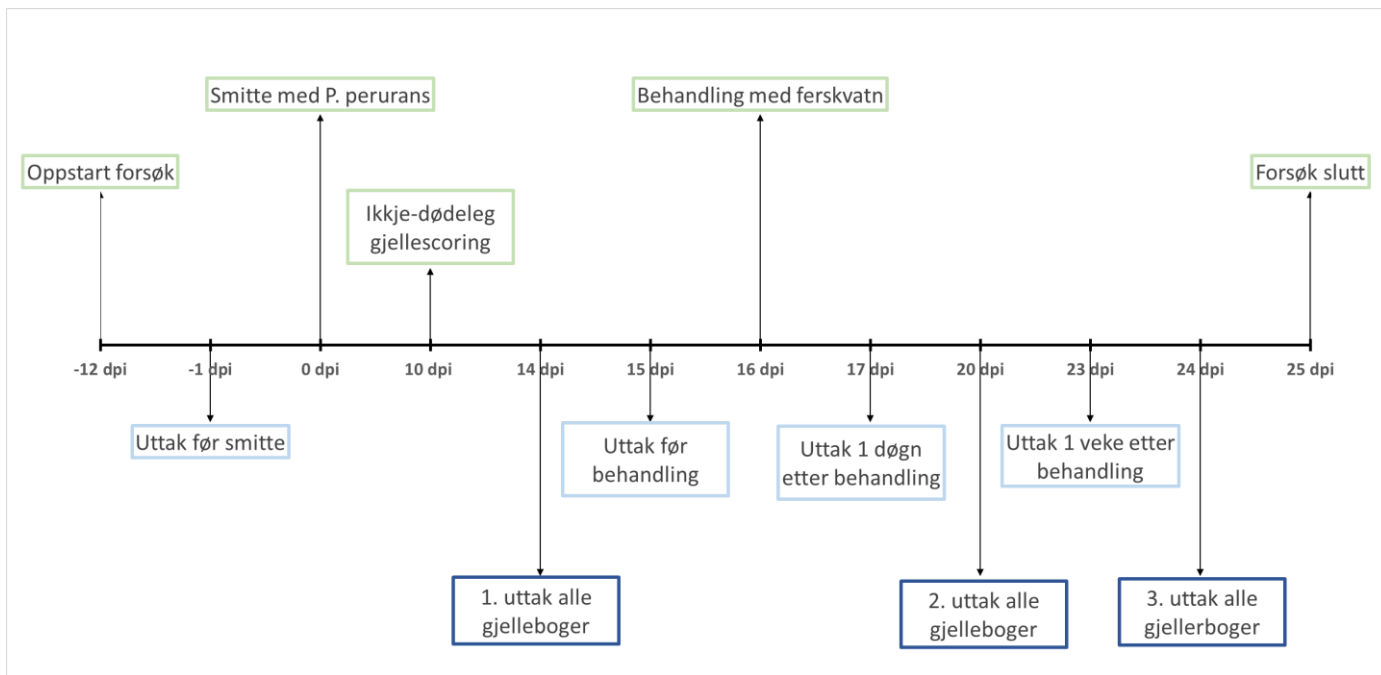 Smitte med P. perurans
Behandling med ferskvatn
Oppstart forsøk
Forsøk slutt
Ikkje-dødeleg
gjellescoring
-12 dpi
-1 dpi
0 dpi
10 dpi
14 dpi
15 dpi
16 dpi
17 dpi
20 dpi
23 dpi
24 dpi
25 dpi
Uttak før smitte
Uttak før
behandling
Uttak 1 døgn
etter behandling
Uttak 1 veke etter
behandling
1. uttak alle
gjelleboger
2. uttak alle
gjelleboger
3. uttak alle
gjellerboger